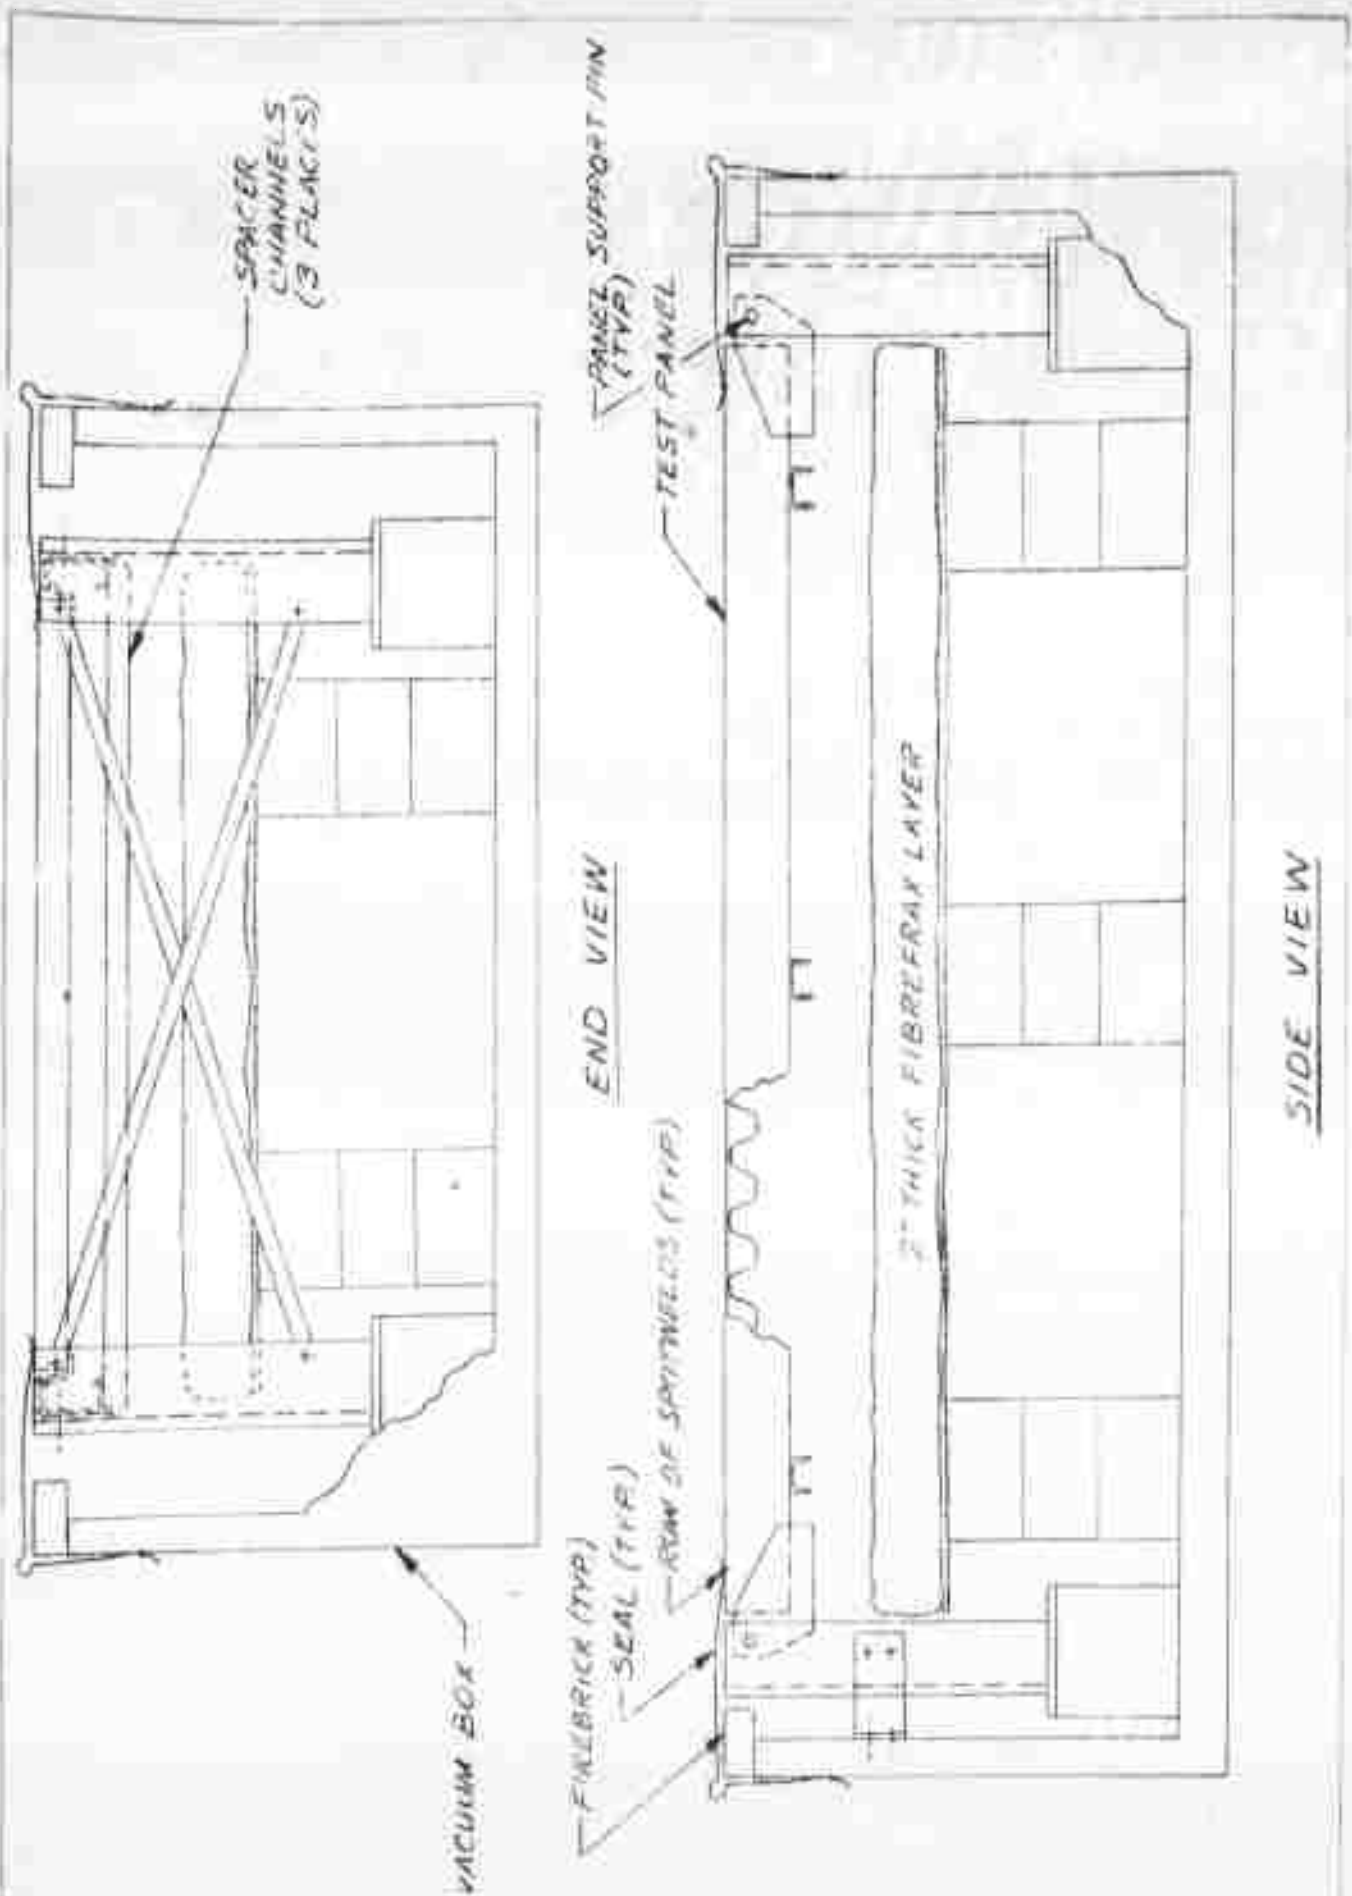 SPACER
CHANNELS
(3 PLACES)
VACUUM BOX
END VIEW
PANEL SUPPORT PIN
(TYP)
TEST PANEL
FIREBRICK (TYP)
SEAL (TYP)
ROW OF SPOTWELDS (TYP)
2" THICK FIBREFRAX LAYER
SIDE VIEW